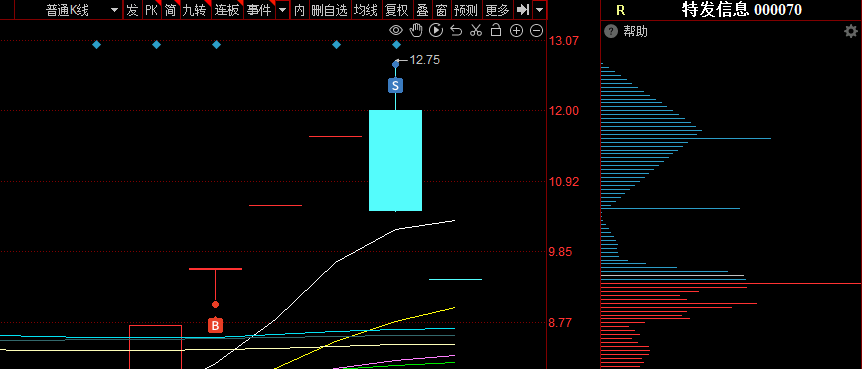 普通K线 发 PK 简 九转 连板 事件 内 删自选 均线 复权 叠 窗 预测 更多
R 特发信息 000070
帮助
13.07
12.75
S
12.00
10.92
9.85
B
8.77